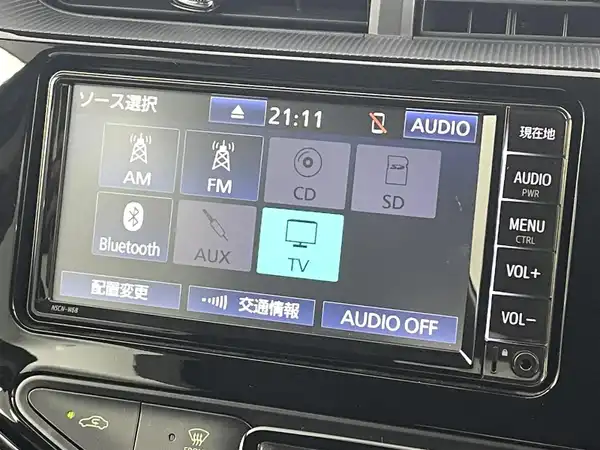 ソース選択
21:11
AUDIO
AM
FM
CD
SD
Bluetooth
AUX
TV
配置変更
交通情報
AUDIO OFF
NSCN-W68
現在地
AUDIO
PWR
MENU
CTRL
VOL+
VOL−